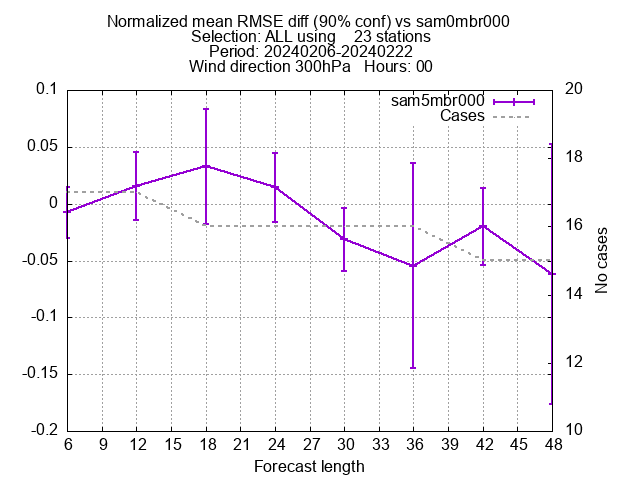 Normalized mean RMSE diff (90% conf) vs sam0mbr000
Selection: ALL using    23 stations
Period: 20240206-20240222
Wind direction 300hPa   Hours: 00
sam5mbr000
Cases
0.1
0.05
0
-0.05
-0.1
-0.15
-0.2
20
18
16
14
12
10
No cases
6 9 12 15 18 21 24 27 30 33 36 39 42 45 48
Forecast length